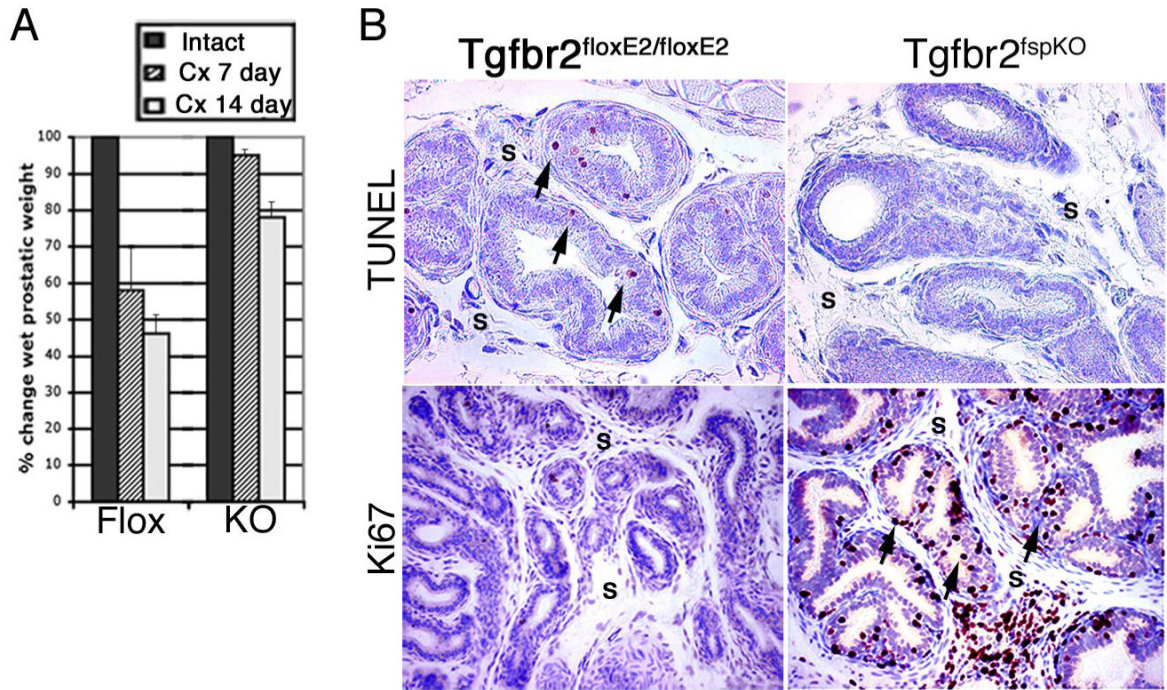 A
Intact
Cx 7 day
Cx 14 day
100
90
80
70
60
50
40
30
20
10
0
% change wet prostatic weight
Flox
KO
B
Tgfbr2floxE2/floxE2
Tgfbr2fspKO
TUNEL
S
S
S
S
Ki67
S
S
S
S